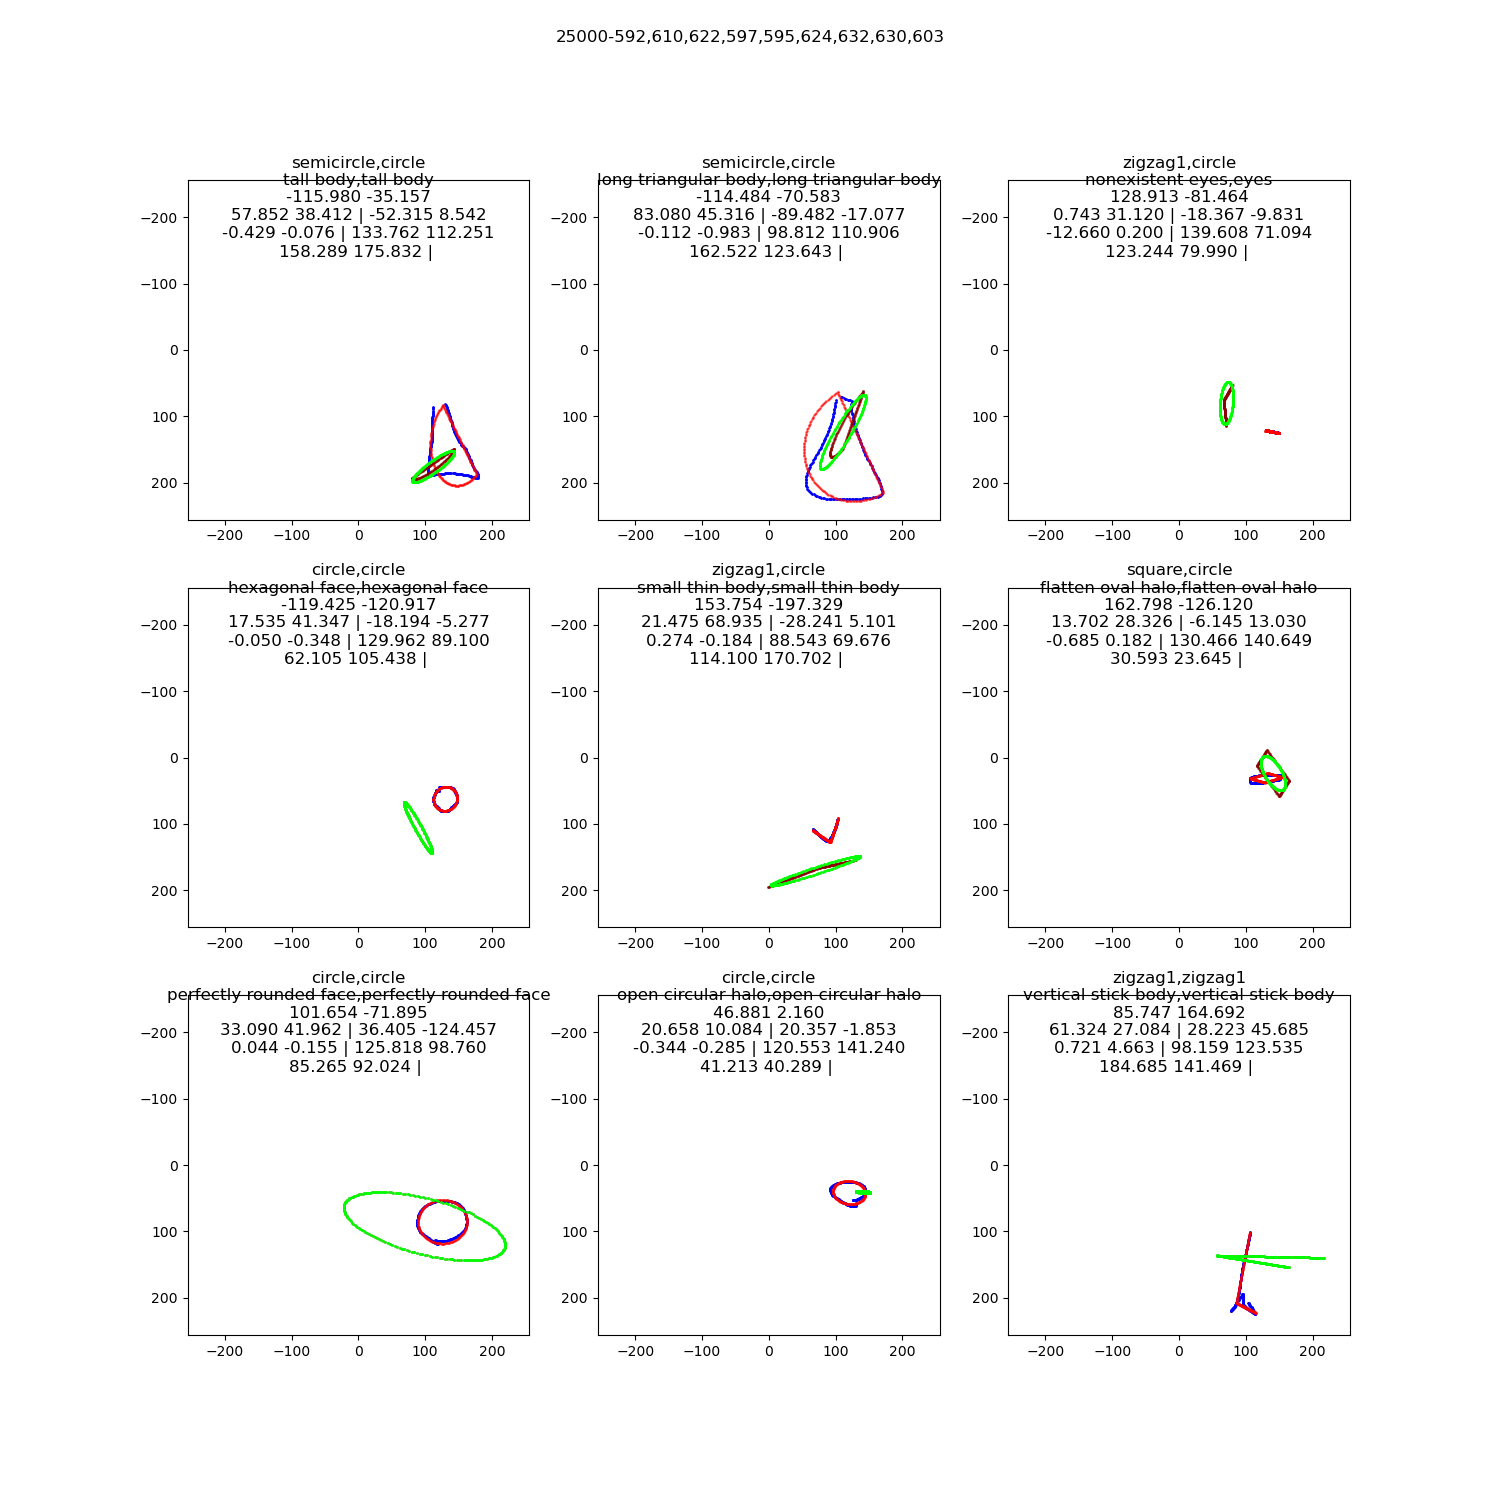 25000-592,610,622,597,595,624,632,630,603
semicircle,circle
tall body,tall body
-115.980 -35.157
57.852 38.412 | -52.315 8.542
-0.429 -0.076 | 133.762 112.251
158.289 175.832 |
−200
−100
0
100
200
−200 −100 0 100 200
semicircle,circle
long triangular body,long triangular body
-114.484 -70.583
83.080 45.316 | -89.482 -17.077
-0.112 -0.983 | 98.812 110.906
162.522 123.643 |
−200
−100
0
100
200
−200 −100 0 100 200
zigzag1,circle
nonexistent eyes,eyes
128.913 -81.464
0.743 31.120 | -18.367 -9.831
-12.660 0.200 | 139.608 71.094
123.244 79.990 |
−200
−100
0
100
200
−200 −100 0 100 200
circle,circle
hexagonal face,hexagonal face
-119.425 -120.917
17.535 41.347 | -18.194 -5.277
-0.050 -0.348 | 129.962 89.100
62.105 105.438 |
−200
−100
0
100
200
−200 −100 0 100 200
zigzag1,circle
small thin body,small thin body
153.754 -197.329
21.475 68.935 | -28.241 5.101
0.274 -0.184 | 88.543 69.676
114.100 170.702 |
−200
−100
0
100
200
−200 −100 0 100 200
square,circle
flatten oval halo,flatten oval halo
162.798 -126.120
13.702 28.326 | -6.145 13.030
-0.685 0.182 | 130.466 140.649
30.593 23.645 |
−200
−100
0
100
200
−200 −100 0 100 200
circle,circle
perfectly rounded face,perfectly rounded face
101.654 -71.895
33.090 41.962 | 36.405 -124.457
0.044 -0.155 | 125.818 98.760
85.265 92.024 |
−200
−100
0
100
200
−200 −100 0 100 200
circle,circle
open circular halo,open circular halo
46.881 2.160
20.658 10.084 | 20.357 -1.853
-0.344 -0.285 | 120.553 141.240
41.213 40.289 |
−200
−100
0
100
200
−200 −100 0 100 200
zigzag1,zigzag1
vertical stick body,vertical stick body
85.747 164.692
61.324 27.084 | 28.223 45.685
0.721 4.663 | 98.159 123.535
184.685 141.469 |
−200
−100
0
100
200
−200 −100 0 100 200